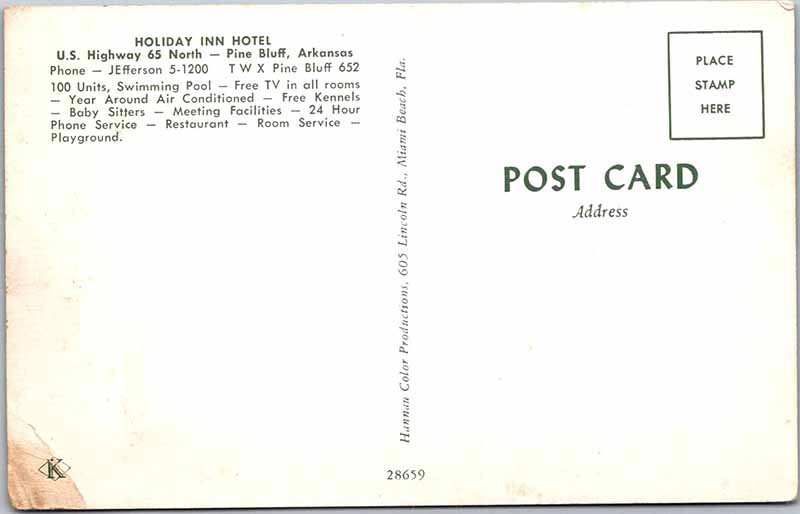 HOLIDAY INN HOTEL
U.S. Highway 65 North — Pine Bluff, Arkansas
Phone — JEfferson 5-1200 T W X Pine Bluff 652
100 Units, Swimming Pool — Free TV in all rooms
— Year Around Air Conditioned — Free Kennels
— Baby Sitters — Meeting Facilities — 24 Hour
Phone Service — Restaurant — Room Service —
Playground.
Hannau Color Productions, 605 Lincoln Rd., Miami Beach, Fla.
PLACE
STAMP
HERE
POST CARD
Address
K
28659